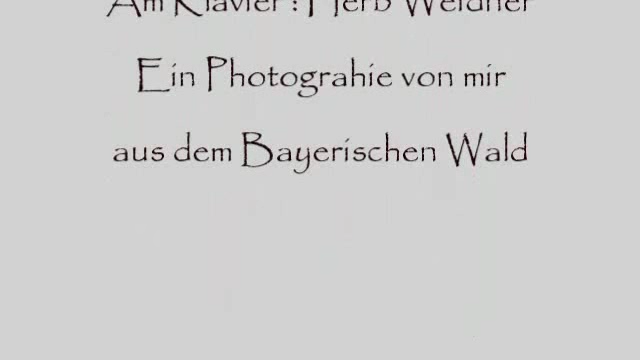 Am Klavier : Herb Weidner
Ein Photograhie von mir
aus dem Bayerischen Wald